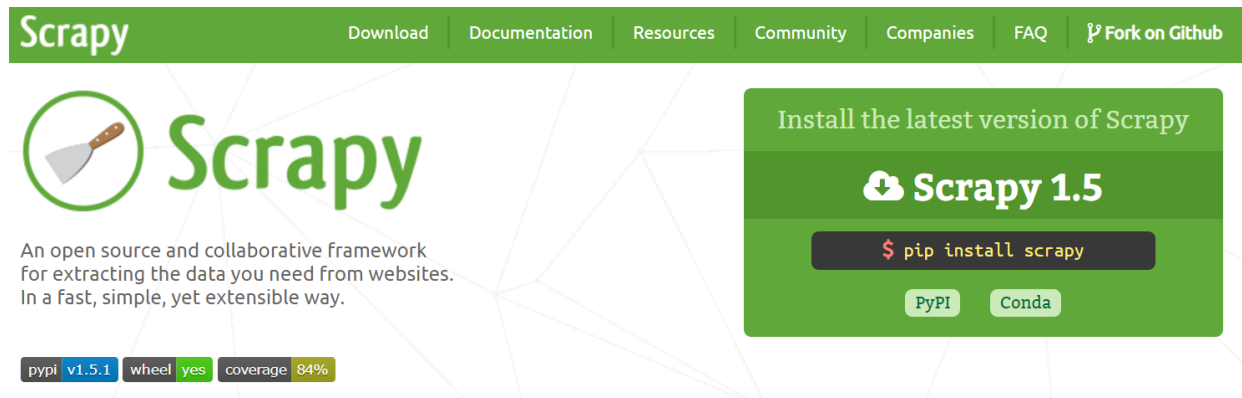 Scrapy
Download Documentation Resources Community Companies FAQ Fork on Github
Scrapy
An open source and collaborative framework
for extracting the data you need from websites.
In a fast, simple, yet extensible way.
pypi v1.5.1 wheel yes coverage 84%
Install the latest version of Scrapy
Scrapy 1.5
$ pip install scrapy
PyPI Conda